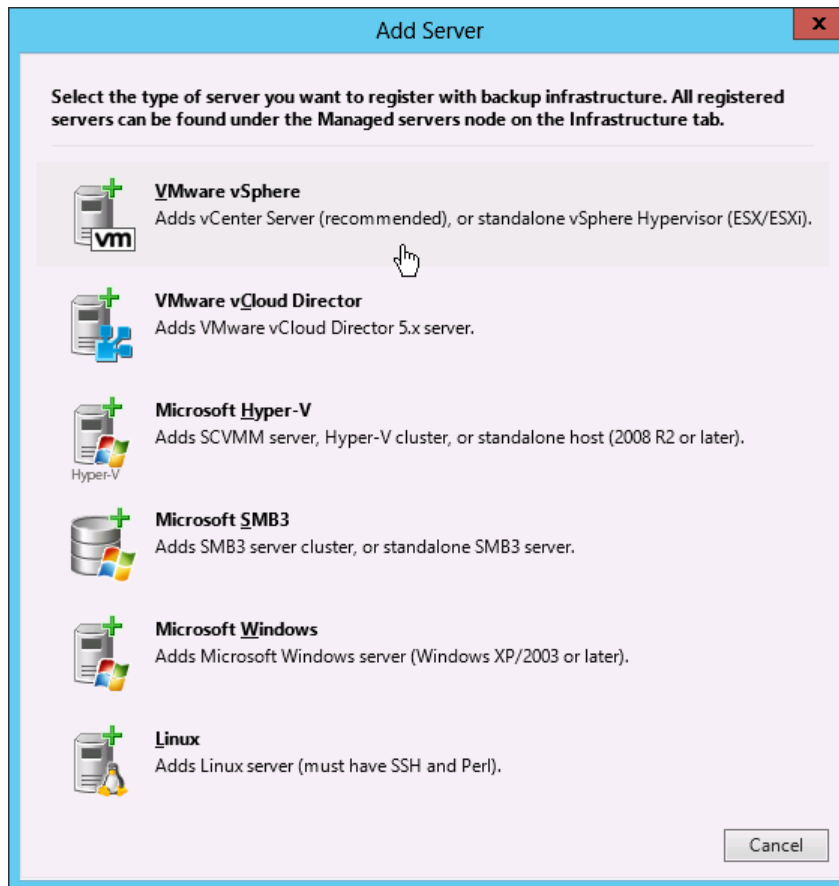 Add Server
x
Select the type of server you want to register with backup infrastructure. All registered
servers can be found under the Managed servers node on the Infrastructure tab.
VMware vSphere
Adds vCenter Server (recommended), or standalone vSphere Hypervisor (ESX/ESXi).
vm
VMware vCloud Director
Adds VMware vCloud Director 5.x server.
Microsoft Hyper-V
Adds SCVMM server, Hyper-V cluster, or standalone host (2008 R2 or later).
Hyper-V
Microsoft SMB3
Adds SMB3 server cluster, or standalone SMB3 server.
Microsoft Windows
Adds Microsoft Windows server (Windows XP/2003 or later).
Linux
Adds Linux server (must have SSH and Perl).
Cancel